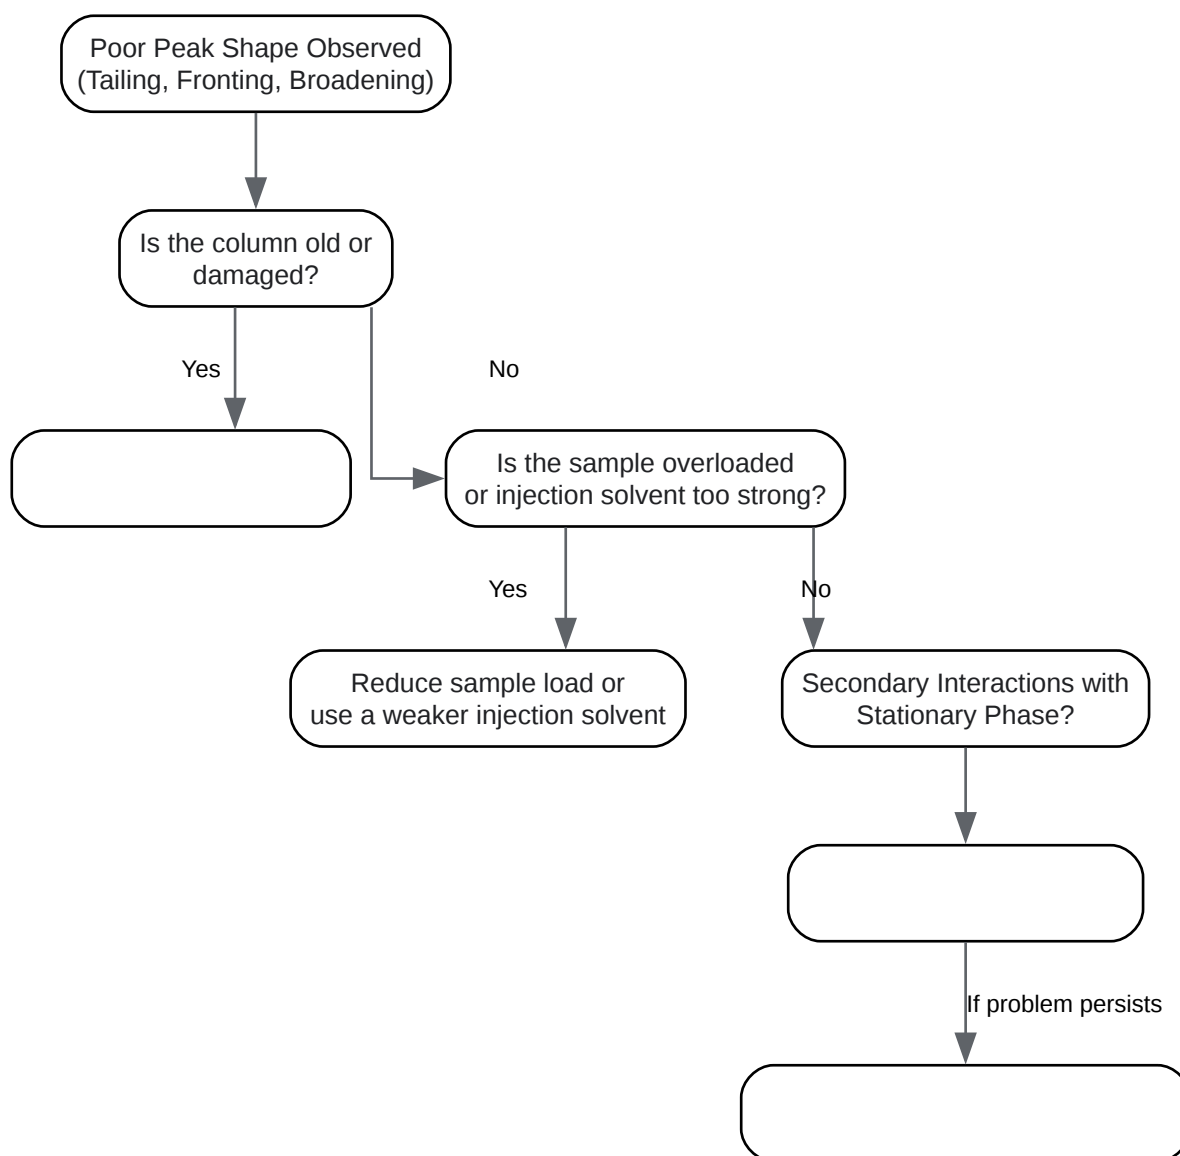 Poor Peak Shape Observed
(Tailing, Fronting, Broadening)
Is the column old or
damaged?
Yes
No
Is the sample overloaded
or injection solvent too strong?
Yes
No
Reduce sample load or
use a weaker injection solvent
Secondary Interactions with
Stationary Phase?
If problem persists